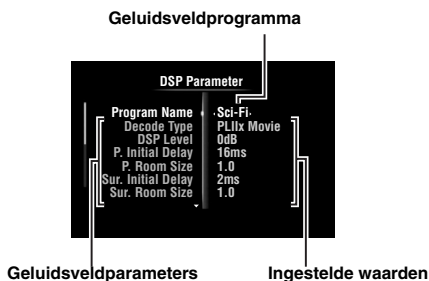 Geluidsveldprogramma
DSP Parameter
Program Name Sci-Fi
Decode Type PLIIx Movie
DSP Level 0dB
P. Initial Delay 16ms
P. Room Size 1.0
Sur. Initial Delay 2ms
Sur. Room Size 1.0
Geluidsveldparameters Ingestelde waarden